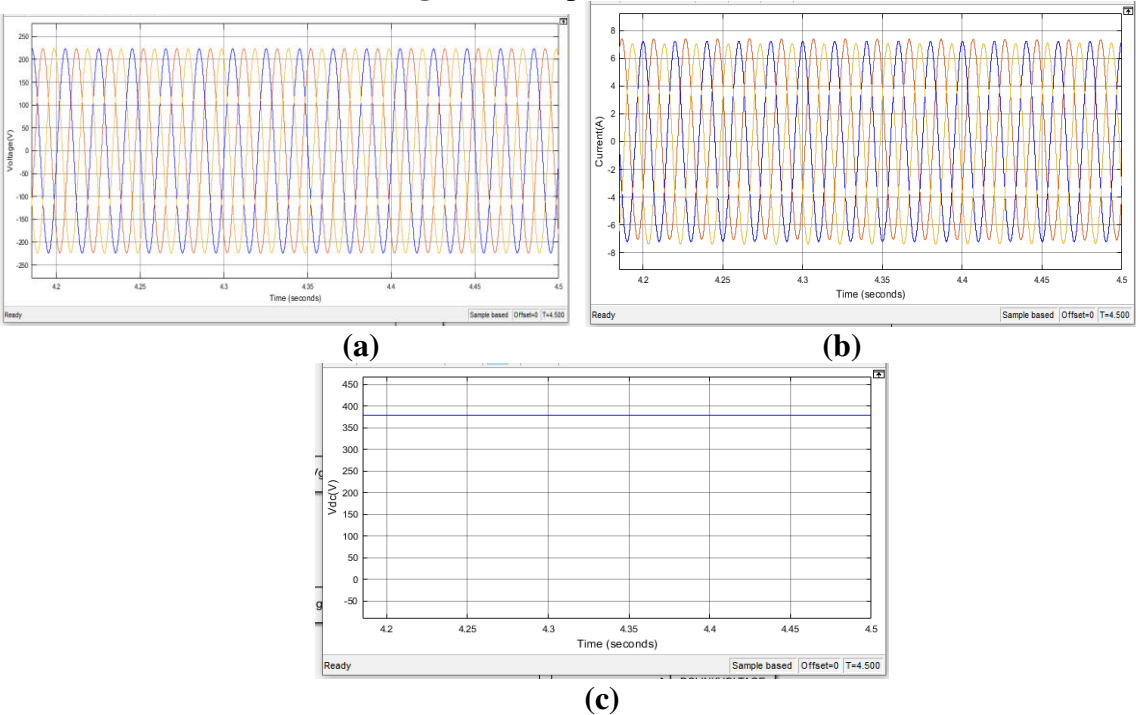 250
200
150
100
50
0
-50
-100
-150
-200
-250
Voltage(V)
4.2 4.25 4.3 4.35 4.4 4.45 4.5
Time (seconds)
Ready Sample based Offset=0 T=4.500
(a)
8
6
4
2
0
-2
-4
-6
-8
Current(A)
4.2 4.25 4.3 4.35 4.4 4.45 4.5
Time (seconds)
Ready Sample based Offset=0 T=4.500
(b)
450
400
350
300
250
200
150
100
50
0
-50
Vdc(V)
4.2 4.25 4.3 4.35 4.4 4.45 4.5
Time (seconds)
Ready Sample based Offset=0 T=4.500
(c)